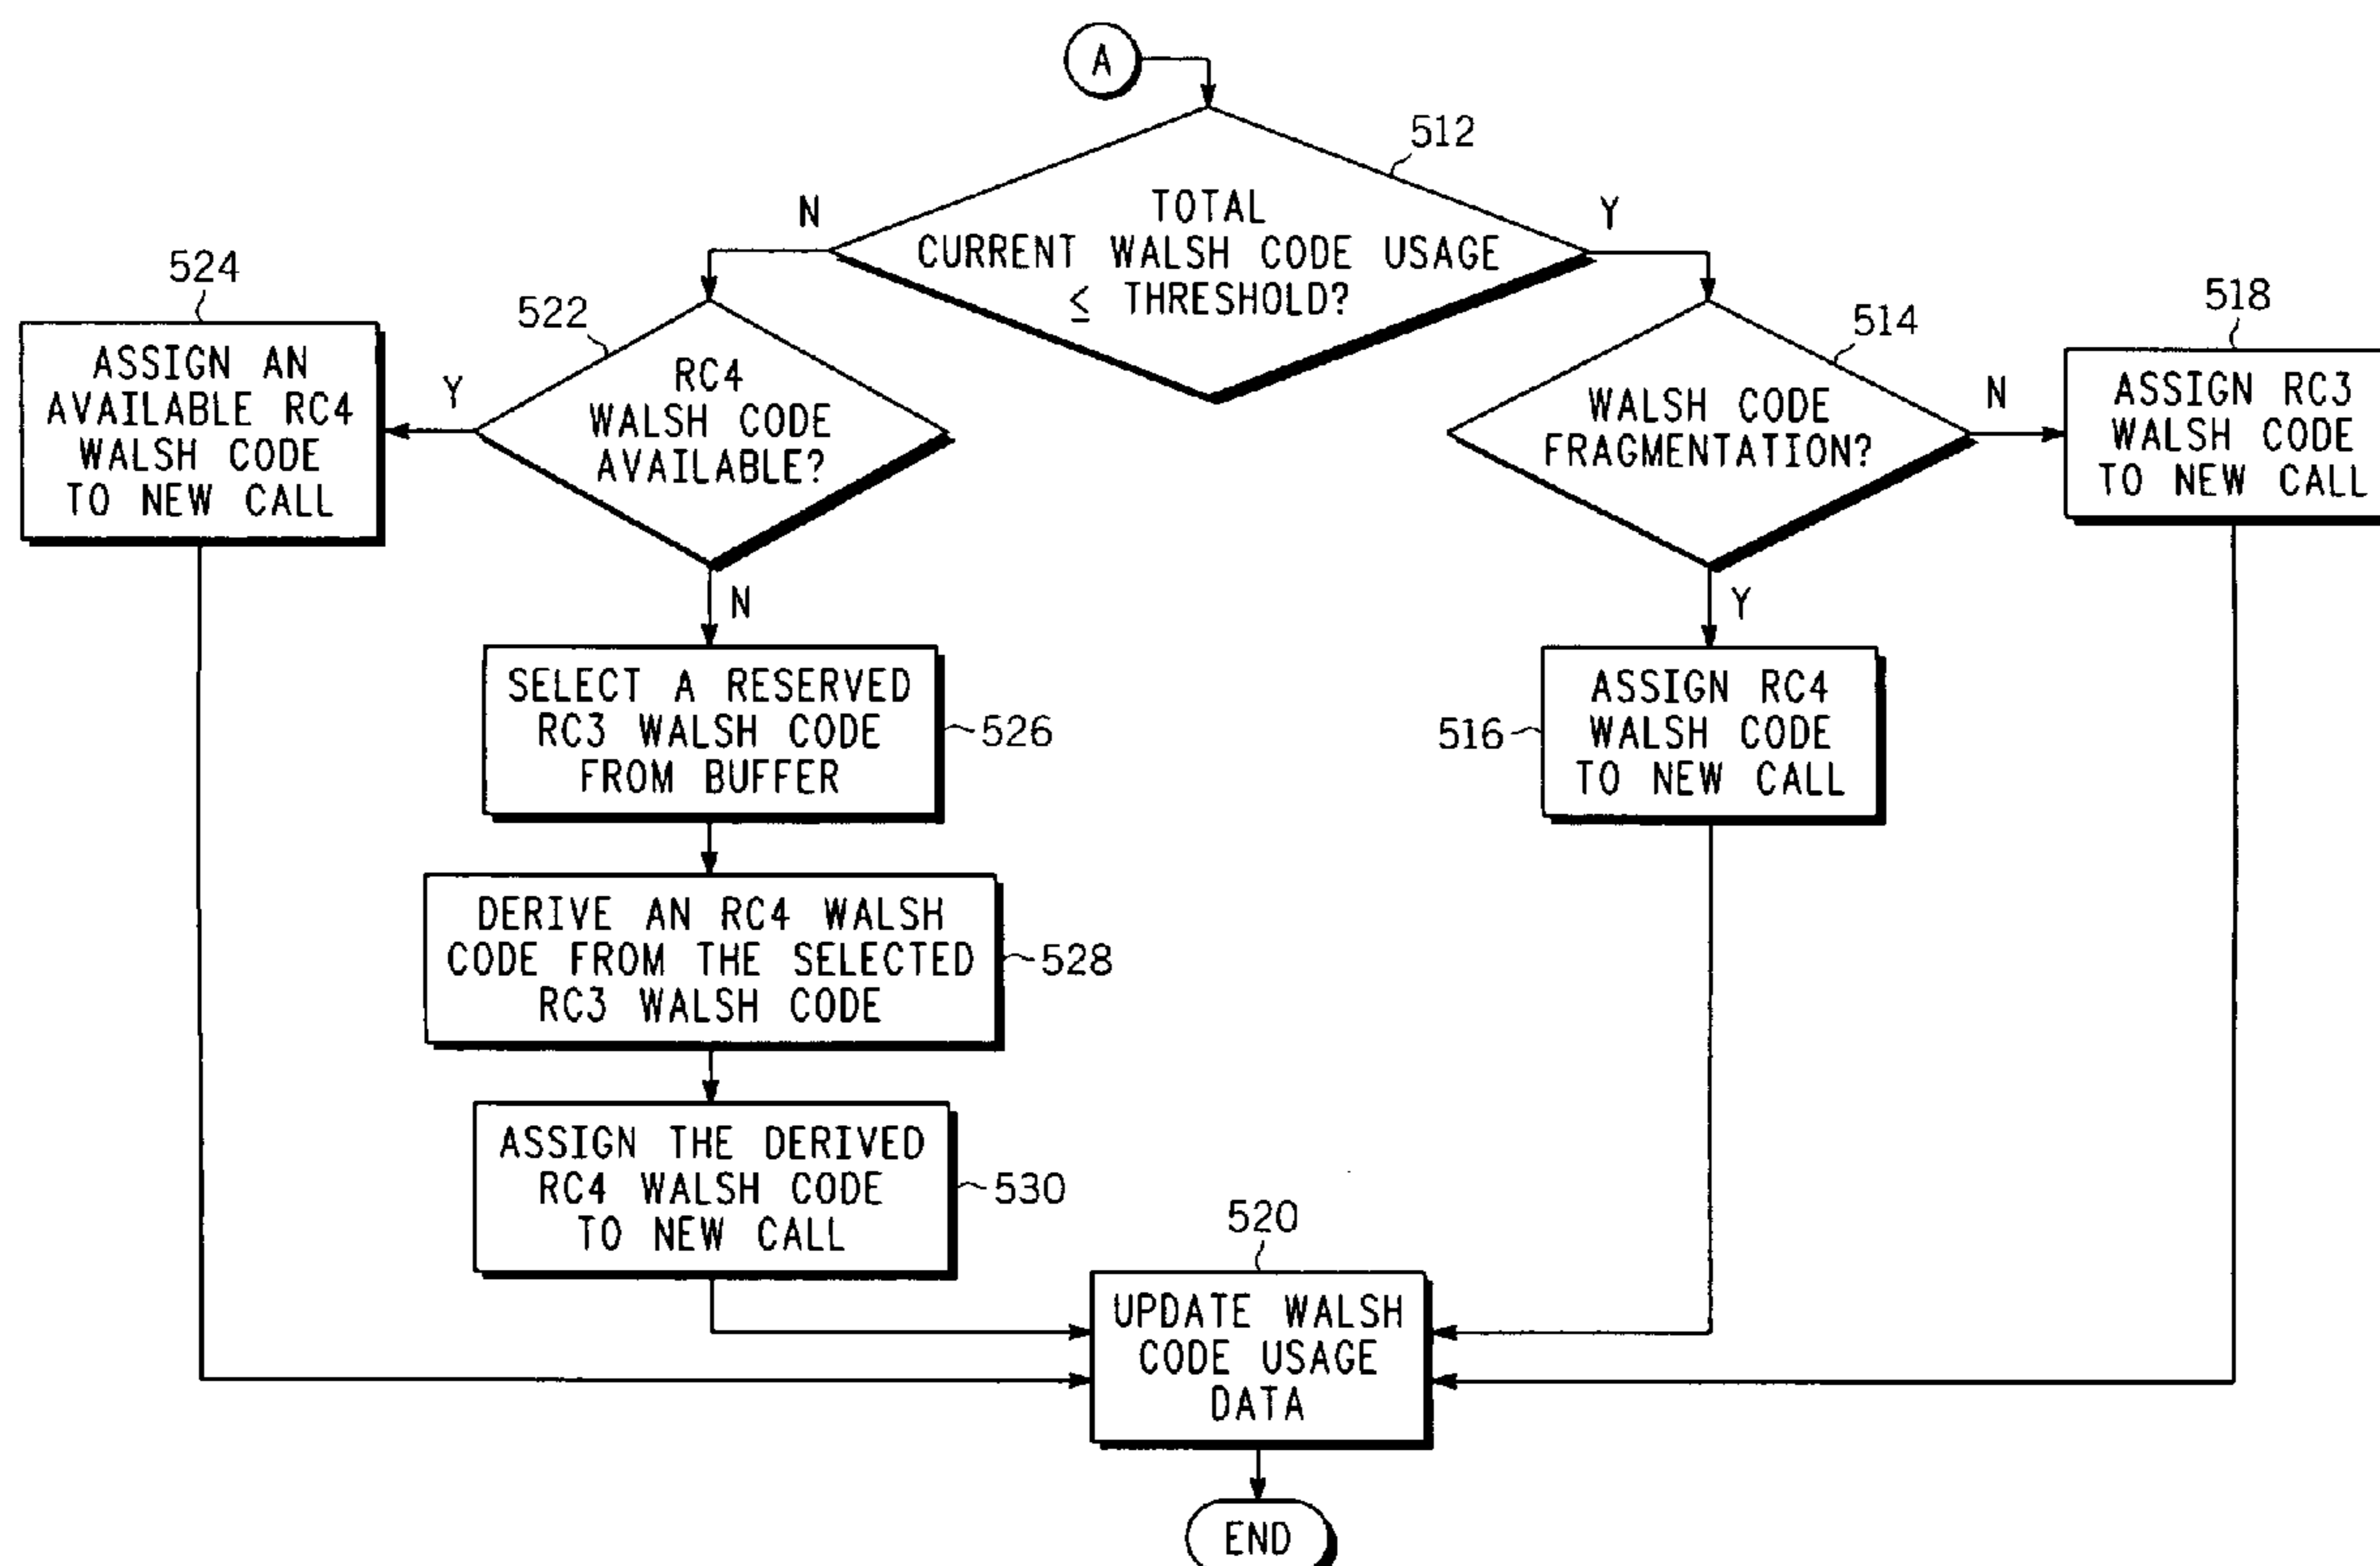 A
512
TOTAL
CURRENT WALSH CODE USAGE
≤ THRESHOLD?
N
Y
524
ASSIGN AN
AVAILABLE RC4
WALSH CODE
TO NEW CALL
522
RC4
WALSH CODE
AVAILABLE?
Y
N
514
WALSH CODE
FRAGMENTATION?
N
Y
518
ASSIGN RC3
WALSH CODE
TO NEW CALL
SELECT A RESERVED
RC3 WALSH CODE
FROM BUFFER
526
516
ASSIGN RC4
WALSH CODE
TO NEW CALL
DERIVE AN RC4 WALSH
CODE FROM THE SELECTED
RC3 WALSH CODE
528
ASSIGN THE DERIVED
RC4 WALSH CODE
TO NEW CALL
530
520
UPDATE WALSH
CODE USAGE
DATA
END